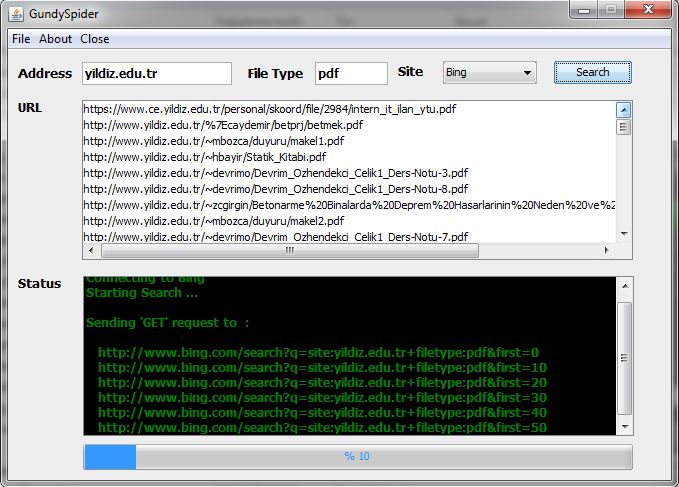 GundySpider
File About Close
Address yildiz.edu.tr File Type pdf Site Bing Search
URL
https://www.ce.yildiz.edu.tr/personal/skoord/file/2984/intern_it_ilan_ytu.pdf
http://www.yildiz.edu.tr/%7Ecaydemir/betprj/betmek.pdf
http://www.yildiz.edu.tr/~mbozca/duyuru/makel1.pdf
http://www.yildiz.edu.tr/~hbayir/Statik_Kitabi.pdf
http://www.yildiz.edu.tr/~devrimo/Devrim_Ozhendekci_Celik1_Ders-Notu-3.pdf
http://www.yildiz.edu.tr/~devrimo/Devrim_Ozhendekci_Celik1_Ders-Notu-8.pdf
http://www.yildiz.edu.tr/~zcgirgin/Betonarme%20Binalarda%20Deprem%20Hasarlarinin%20Neden%20ve%2
http://www.yildiz.edu.tr/~mbozca/duyuru/makel2.pdf
http://www.yildiz.edu.tr/~devrimo/Devrim_Ozhendekci_Celik1_Ders-Notu-7.pdf
Status
Connecting to Bing
Starting Search ...
Sending 'GET' request to :
http://www.bing.com/search?q=site:yildiz.edu.tr+filetype:pdf&first=0
http://www.bing.com/search?q=site:yildiz.edu.tr+filetype:pdf&first=10
http://www.bing.com/search?q=site:yildiz.edu.tr+filetype:pdf&first=20
http://www.bing.com/search?q=site:yildiz.edu.tr+filetype:pdf&first=30
http://www.bing.com/search?q=site:yildiz.edu.tr+filetype:pdf&first=40
http://www.bing.com/search?q=site:yildiz.edu.tr+filetype:pdf&first=50
% 10